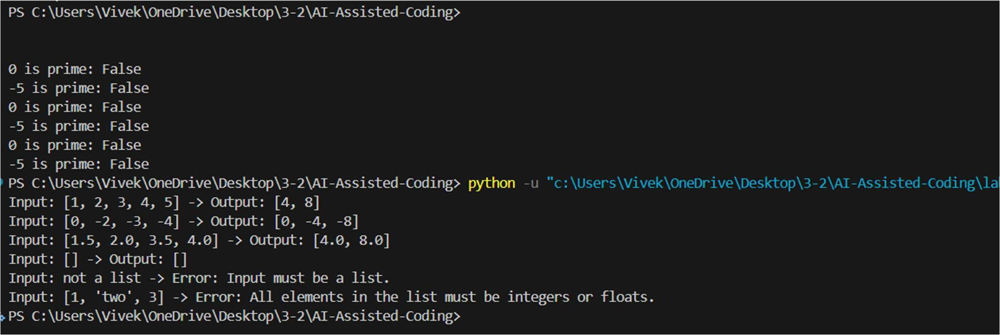 PS C:\Users\Vivek\OneDrive\Desktop\3-2\AI-Assisted-Coding>
0 is prime: False
-5 is prime: False
0 is prime: False
-5 is prime: False
0 is prime: False
-5 is prime: False
PS C:\Users\Vivek\OneDrive\Desktop\3-2\AI-Assisted-Coding> python -u "c:\Users\Vivek\OneDrive\Desktop\3-2\AI-Assisted-Coding\la
Input: [1, 2, 3, 4, 5] -> Output: [4, 8]
Input: [0, -2, -3, -4] -> Output: [0, -4, -8]
Input: [1.5, 2.0, 3.5, 4.0] -> Output: [4.0, 8.0]
Input: [] -> Output: []
Input: not a list -> Error: Input must be a list.
Input: [1, 'two', 3] -> Error: All elements in the list must be integers or floats.
PS C:\Users\Vivek\OneDrive\Desktop\3-2\AI-Assisted-Coding>